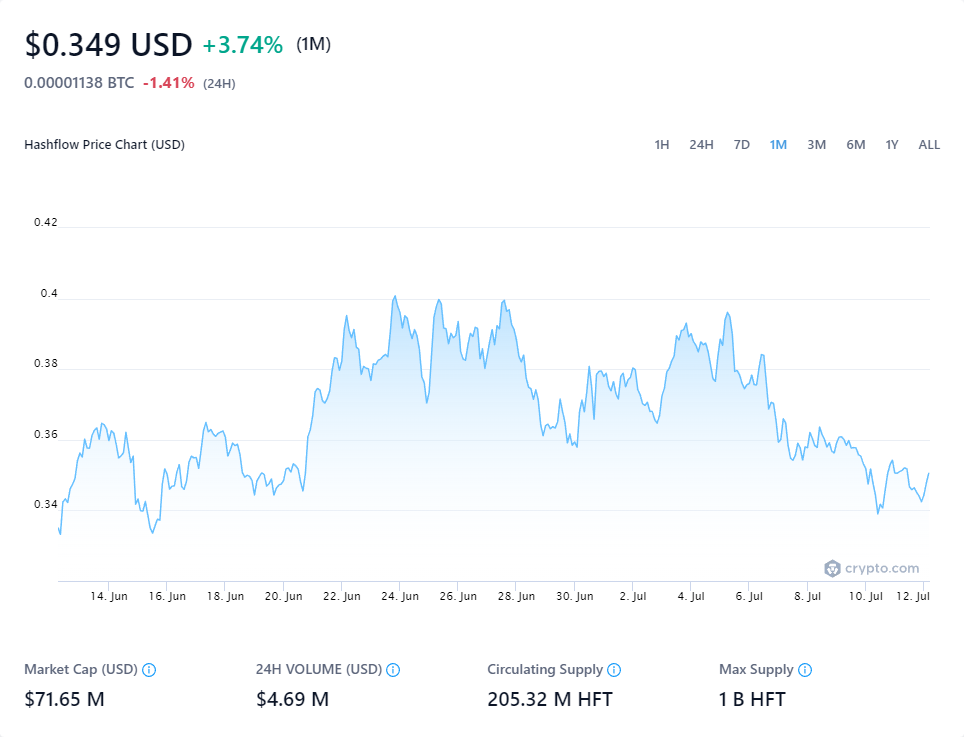 $0.349 USD +3.74% (1M)
0.00001138 BTC -1.41% (24H)
Hashflow Price Chart (USD) 1H 24H 7D 1M 3M 6M 1Y ALL
0.42
0.4
0.38
0.36
0.34
crypto.com
14. Jun 16. Jun 18. Jun 20. Jun 22. Jun 24. Jun 26. Jun 28. Jun 30. Jun 2. Jul 4. Jul 6. Jul 8. Jul 10. Jul 12. Jul
Market Cap (USD) 24H VOLUME (USD) Circulating Supply Max Supply
$71.65 M $4.69 M 205.32 M HFT 1 B HFT